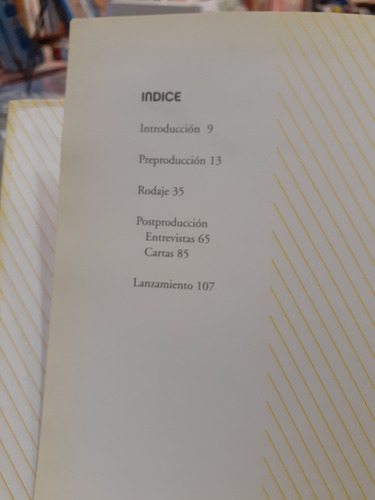 INDICE
Introducción 9
Preproducción 13
Rodaje 35
Postproducción
Entrevistas 65
Cartas 85
Lanzamiento 107